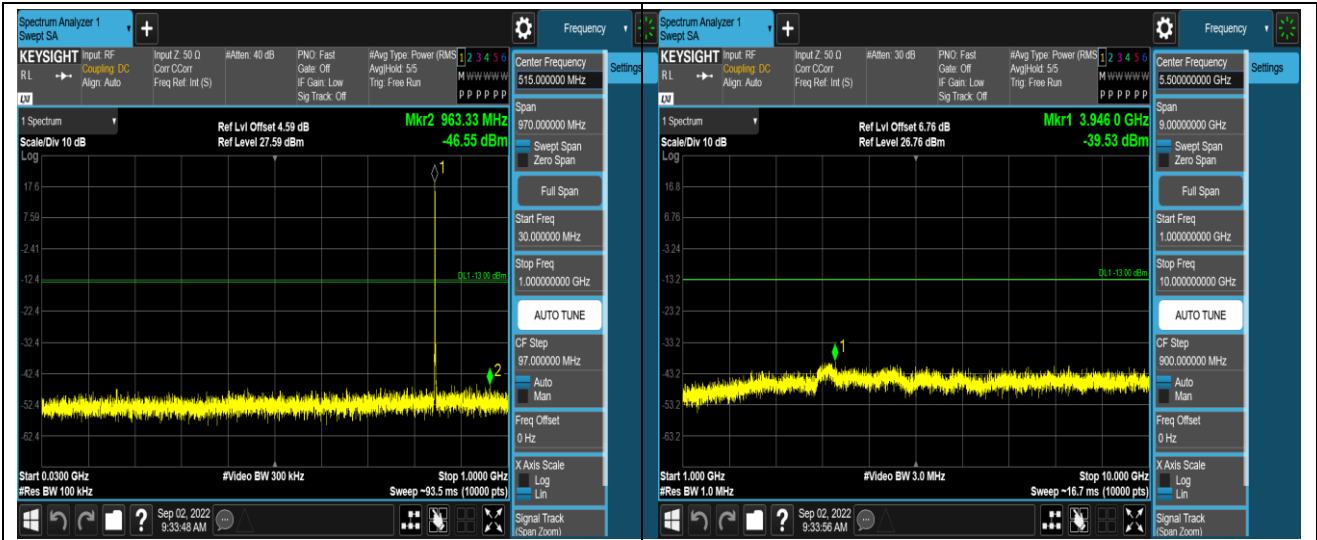 Spectrum Analyzer 1
Swept SA
+
Frequency
KEYSIGHT
RL
LXI
Input: RF
Coupling: DC
Align: Auto
Input Z: 50 Ω
Corr CCorr
Freq Ref: Int (S)
#Atten: 40 dB
PNO: Fast
Gate: Off
IF Gain: Low
Sig Track: Off
#Avg Type: Power (RMS
Avg|Hold: 5/5
Trig: Free Run
1 2 3 4 5 6
M W W W W W
P P P P P P
Center Frequency
515.000000 MHz
Settings
Span
970.000000 MHz
Swept Span
Zero Span
Full Span
Start Freq
30.000000 MHz
Stop Freq
1.000000000 GHz
AUTO TUNE
CF Step
97.000000 MHz
Auto
Man
Freq Offset
0 Hz
X Axis Scale
Log
Lin
Signal Track
(Span Zoom)
1 Spectrum
Scale/Div 10 dB
Log
Ref Lvl Offset 4.59 dB
Ref Level 27.59 dBm
Mkr2 963.33 MHz
-46.55 dBm
1
17.6
7.59
-2.41
-12.4
DL1 -13.00 dBm
-22.4
-32.4
-42.4
2
-52.4
-62.4
Start 0.0300 GHz
#Res BW 100 kHz
#Video BW 300 kHz
Stop 1.0000 GHz
Sweep ~93.5 ms (10000 pts)
?
Sep 02, 2022
9:33:48 AM
Spectrum Analyzer 1
Swept SA
+
Frequency
KEYSIGHT
RL
LXI
Input: RF
Coupling: DC
Align: Auto
Input Z: 50 Ω
Corr CCorr
Freq Ref: Int (S)
#Atten: 30 dB
PNO: Fast
Gate: Off
IF Gain: Low
Sig Track: Off
#Avg Type: Power (RMS
Avg|Hold: 5/5
Trig: Free Run
1 2 3 4 5 6
M W W W W W
P P P P P P
Center Frequency
5.500000000 GHz
Settings
Span
9.00000000 GHz
Swept Span
Zero Span
Full Span
Start Freq
1.000000000 GHz
Stop Freq
10.000000000 GHz
AUTO TUNE
CF Step
900.000000 MHz
Auto
Man
Freq Offset
0 Hz
X Axis Scale
Log
Lin
Signal Track
(Span Zoom)
1 Spectrum
Scale/Div 10 dB
Log
Ref Lvl Offset 6.76 dB
Ref Level 26.76 dBm
Mkr1 3.946 0 GHz
-39.53 dBm
16.8
6.76
-3.24
-13.2
DL1 -13.00 dBm
-23.2
-33.2
1
-43.2
-53.2
-63.2
Start 1.000 GHz
#Res BW 1.0 MHz
#Video BW 3.0 MHz
Stop 10.000 GHz
Sweep ~16.7 ms (10000 pts)
?
Sep 02, 2022
9:33:56 AM